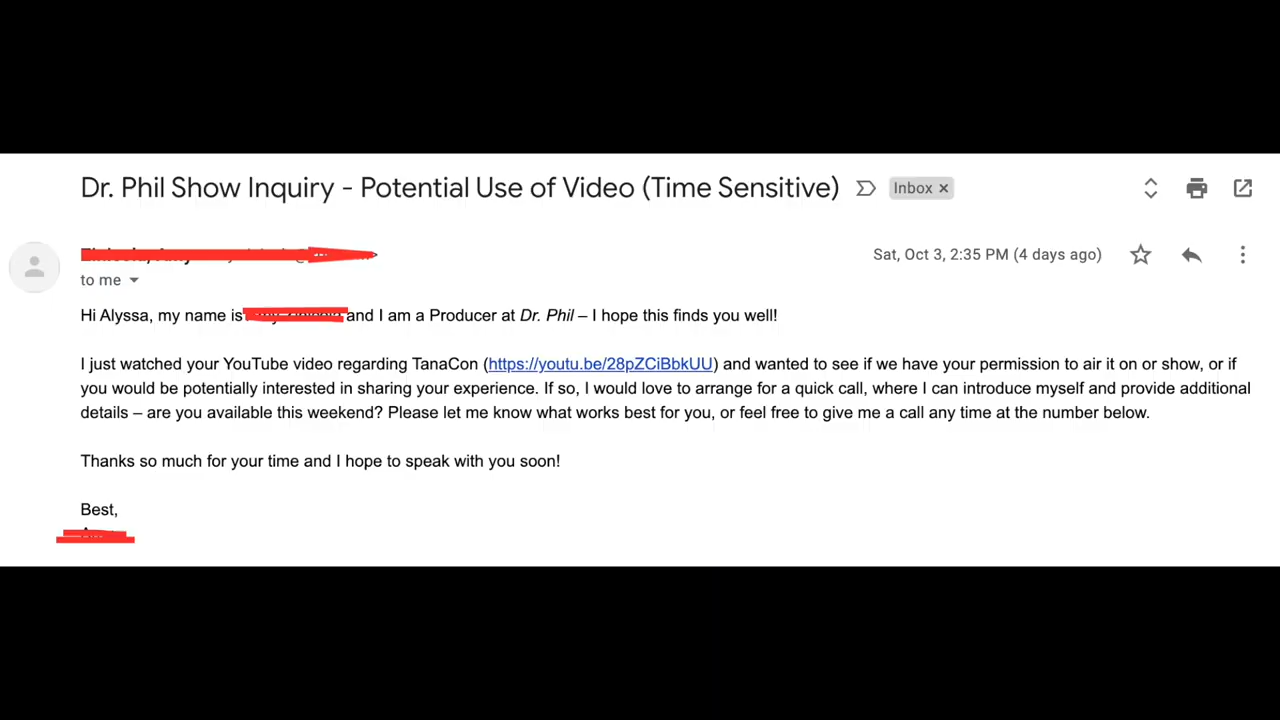 Dr. Phil Show Inquiry - Potential Use of Video (Time Sensitive) Inbox ×
Sat, Oct 3, 2:35 PM (4 days ago)
to me
Hi Alyssa, my name is and I am a Producer at Dr. Phil – I hope this finds you well!
I just watched your YouTube video regarding TanaCon (https://youtu.be/28pZCiBbkUU) and wanted to see if we have your permission to air it on or show, or if
you would be potentially interested in sharing your experience. If so, I would love to arrange for a quick call, where I can introduce myself and provide additional
details – are you available this weekend? Please let me know what works best for you, or feel free to give me a call any time at the number below.
Thanks so much for your time and I hope to speak with you soon!
Best,